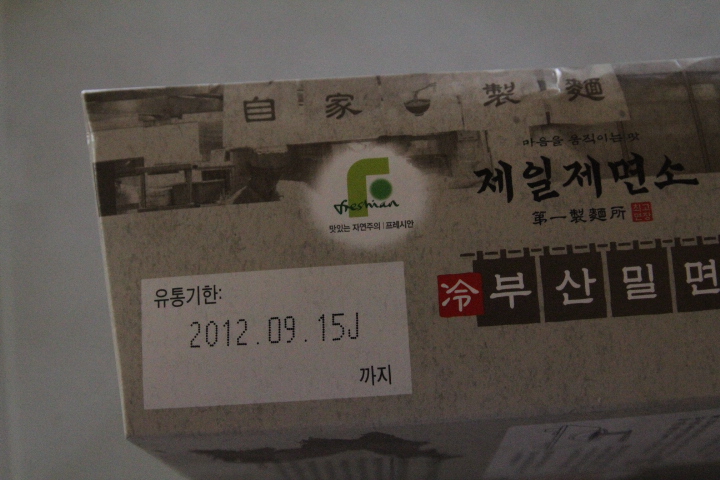 自家製麵
마음을 움직이는 맛
제일제면소
第一製麵所
freshian
맛있는 자연주의 | 프레시안
冷부산밀면
유통기한:
2012.09.15J
까지